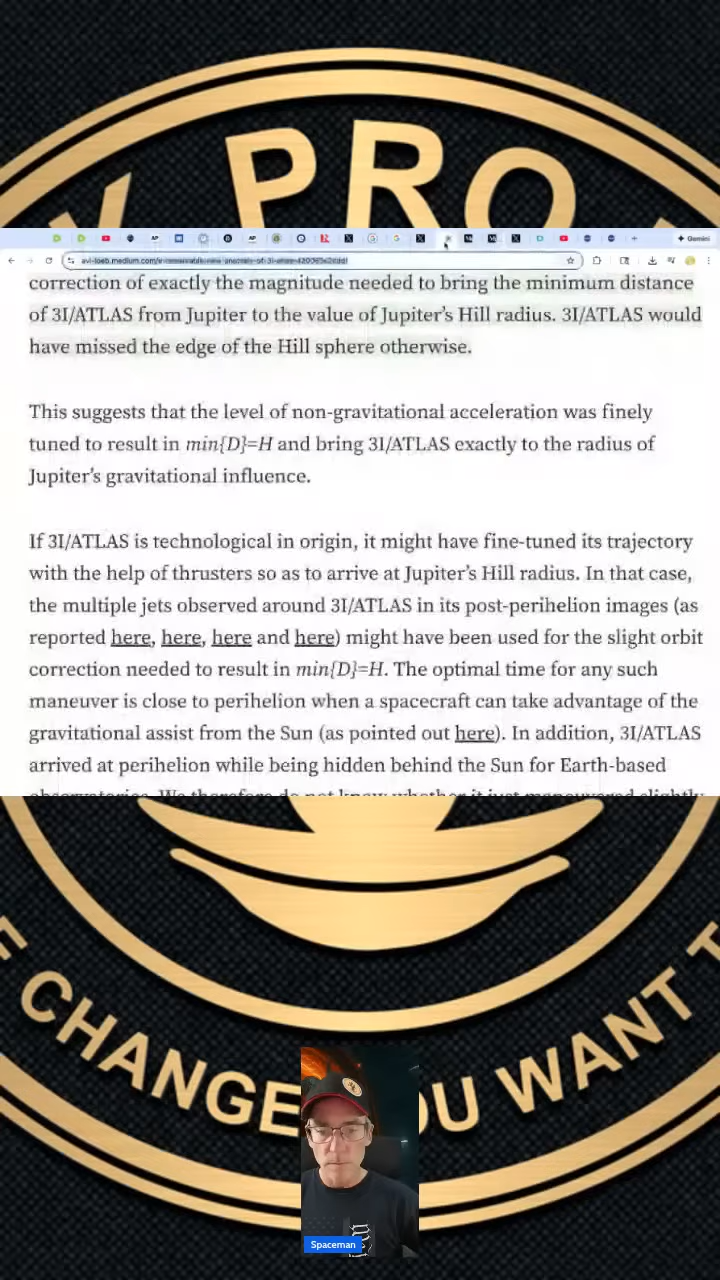 PRO
Gemini
correction of exactly the magnitude needed to bring the minimum distance
of 3I/ATLAS from Jupiter to the value of Jupiter's Hill radius. 3I/ATLAS would
have missed the edge of the Hill sphere otherwise.
This suggests that the level of non-gravitational acceleration was finely
tuned to result in min{D}=H and bring 3I/ATLAS exactly to the radius of
Jupiter's gravitational influence.
If 3I/ATLAS is technological in origin, it might have fine-tuned its trajectory
with the help of thrusters so as to arrive at Jupiter's Hill radius. In that case,
the multiple jets observed around 3I/ATLAS in its post-perihelion images (as
reported here, here, here and here) might have been used for the slight orbit
correction needed to result in min{D}=H. The optimal time for any such
maneuver is close to perihelion when a spacecraft can take advantage of the
gravitational assist from the Sun (as pointed out here). In addition, 3I/ATLAS
arrived at perihelion while being hidden behind the Sun for Earth-based
CHANGE WANT
Spaceman